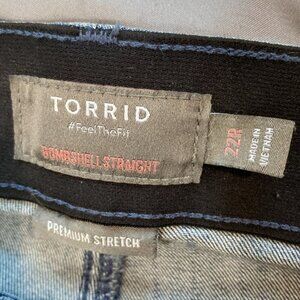 TORRID
#FeelTheFit
BOMBSHELL STRAIGHT
22R
MADE IN
VIETNAM
PREMIUM STRETCH